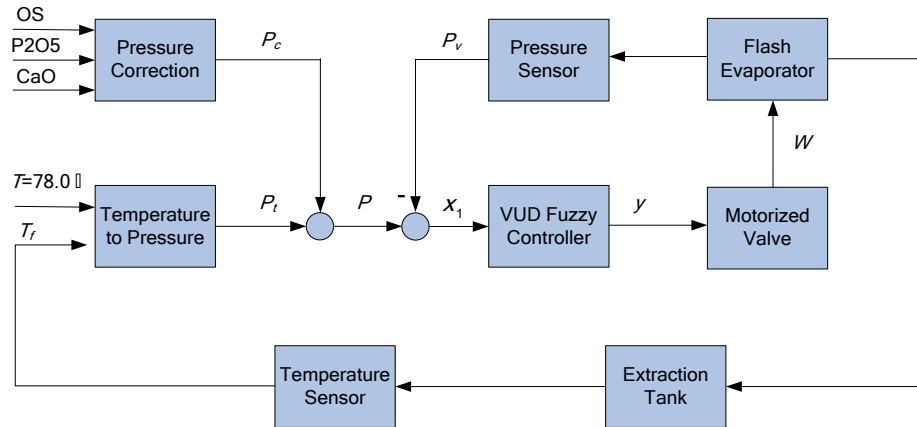 OS
P2O5
CaO
Pressure
Correction
Pc
Pv
Pressure
Sensor
Flash
Evaporator
W
T=78.0
Tf
Temperature
to Pressure
Pt
P
-
x1
VUD Fuzzy
Controller
y
Motorized
Valve
Temperature
Sensor
Extraction
Tank